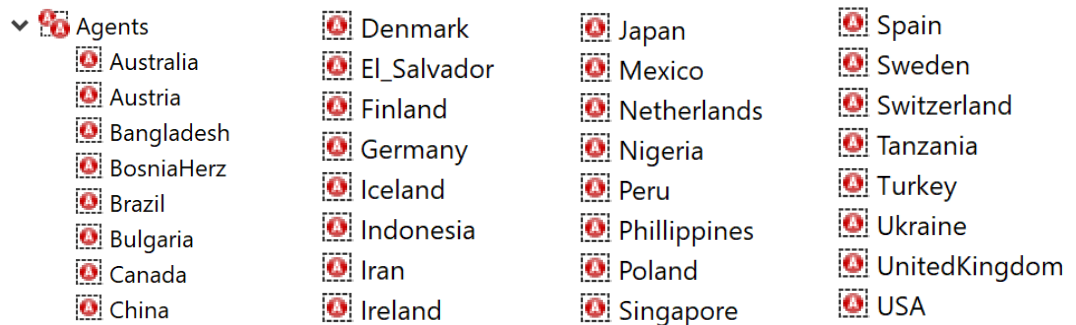 Agents
Australia
Austria
Bangladesh
BosniaHerz
Brazil
Bulgaria
Canada
China
Denmark
El_Salvador
Finland
Germany
Iceland
Indonesia
Iran
Ireland
Japan
Mexico
Netherlands
Nigeria
Peru
Phillippines
Poland
Singapore
Spain
Sweden
Switzerland
Tanzania
Turkey
Ukraine
UnitedKingdom
USA